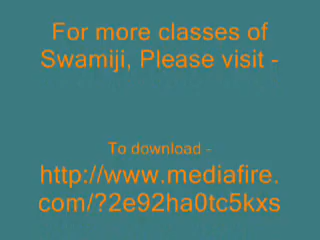 For more classes of
Swamiji, Please visit -
To download -
http://www.mediafire.
com/?2e92ha0tc5kxs